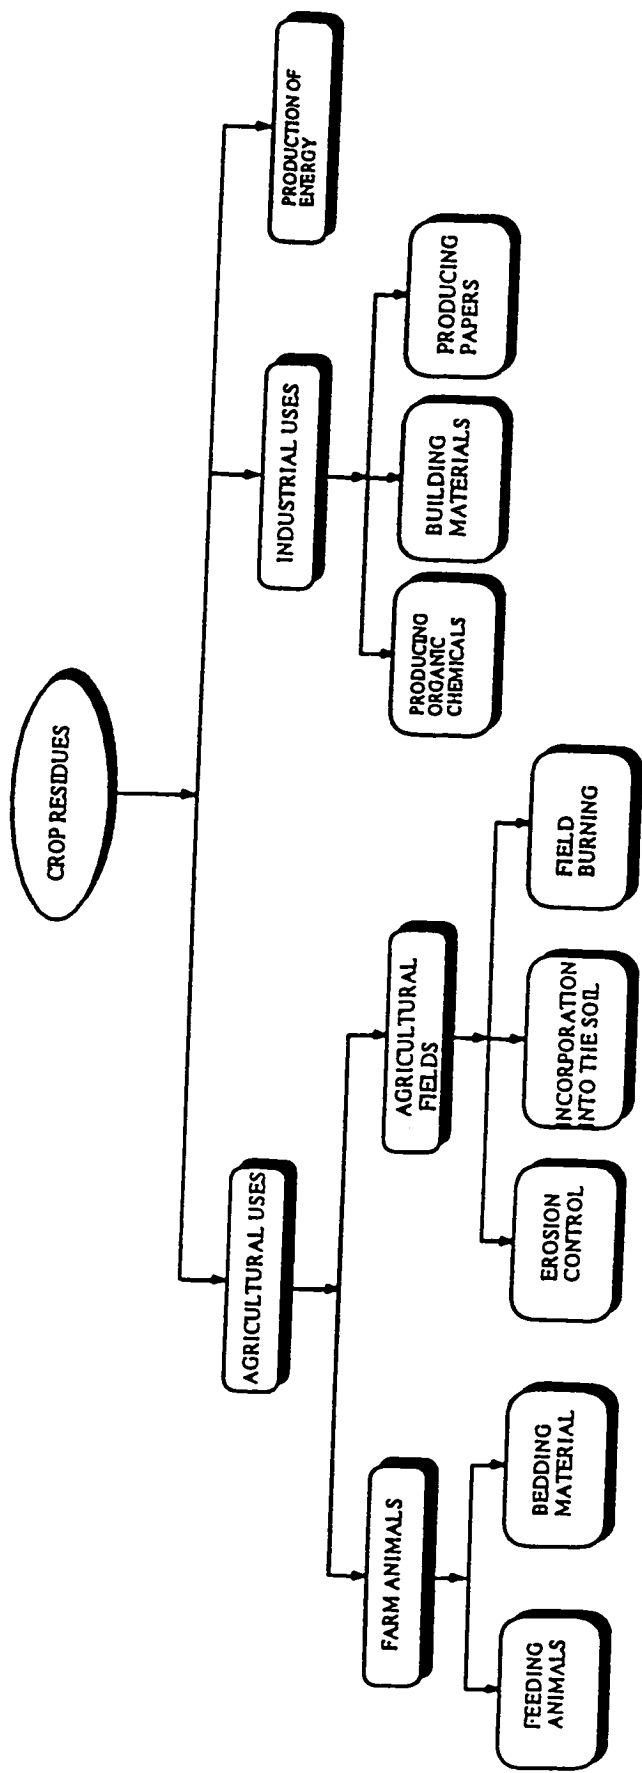 CROP RESIDUES
AGRICULTURAL USES
INDUSTRIAL USES
PRODUCTION OF
ENERGY
FARM ANIMALS
AGRICULTURAL
FIELDS
PRODUCING
ORGANIC
CHEMICALS
BUILDING
MATERIALS
PRODUCING
PAPERS
FEEDING
ANIMALS
BEDDING
MATERIAL
EROSION
CONTROL
INCORPORATION
INTO THE SOIL
FIELD
BURNING